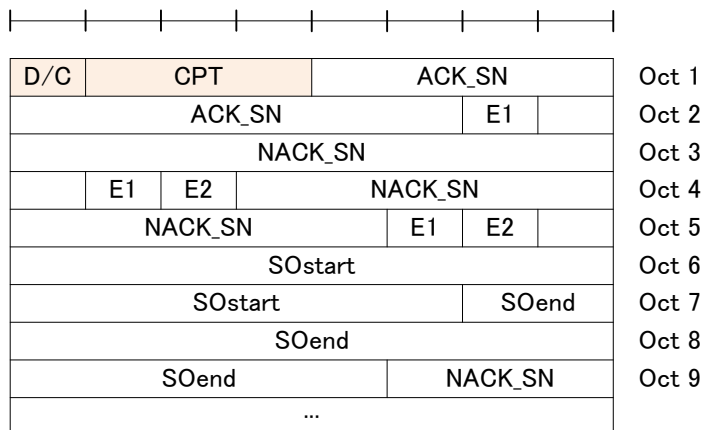 D/C CPT ACK_SN Oct 1
ACK_SN E1 Oct 2
NACK_SN Oct 3
E1 E2 NACK_SN Oct 4
NACK_SN E1 E2 Oct 5
SOstart Oct 6
SOstart SOend Oct 7
SOend Oct 8
SOend NACK_SN Oct 9
...